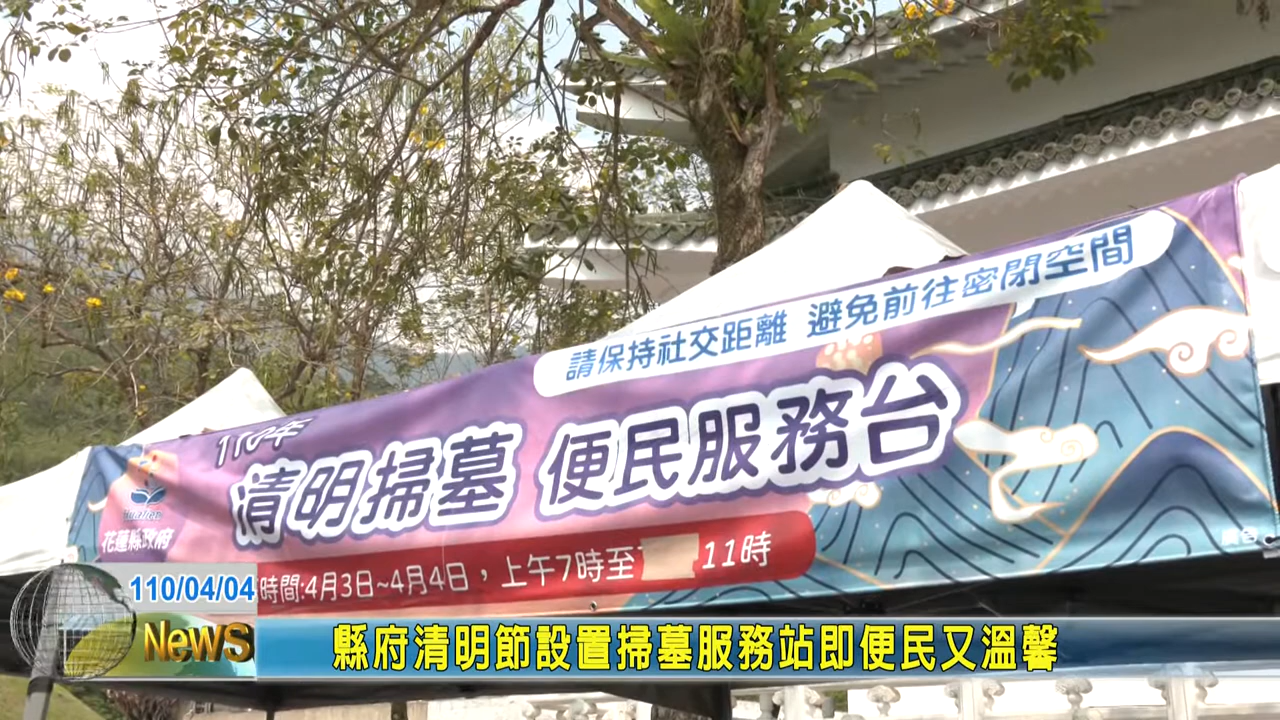 請保持社交距離 避免前往密閉空間
110年
清明掃墓 便民服務台
Hualien
花蓮縣政府
時間:4月3日~4月4日，上午7時至 11時
廣告
110/04/04
News
縣府清明節設置掃墓服務站即便民又溫馨